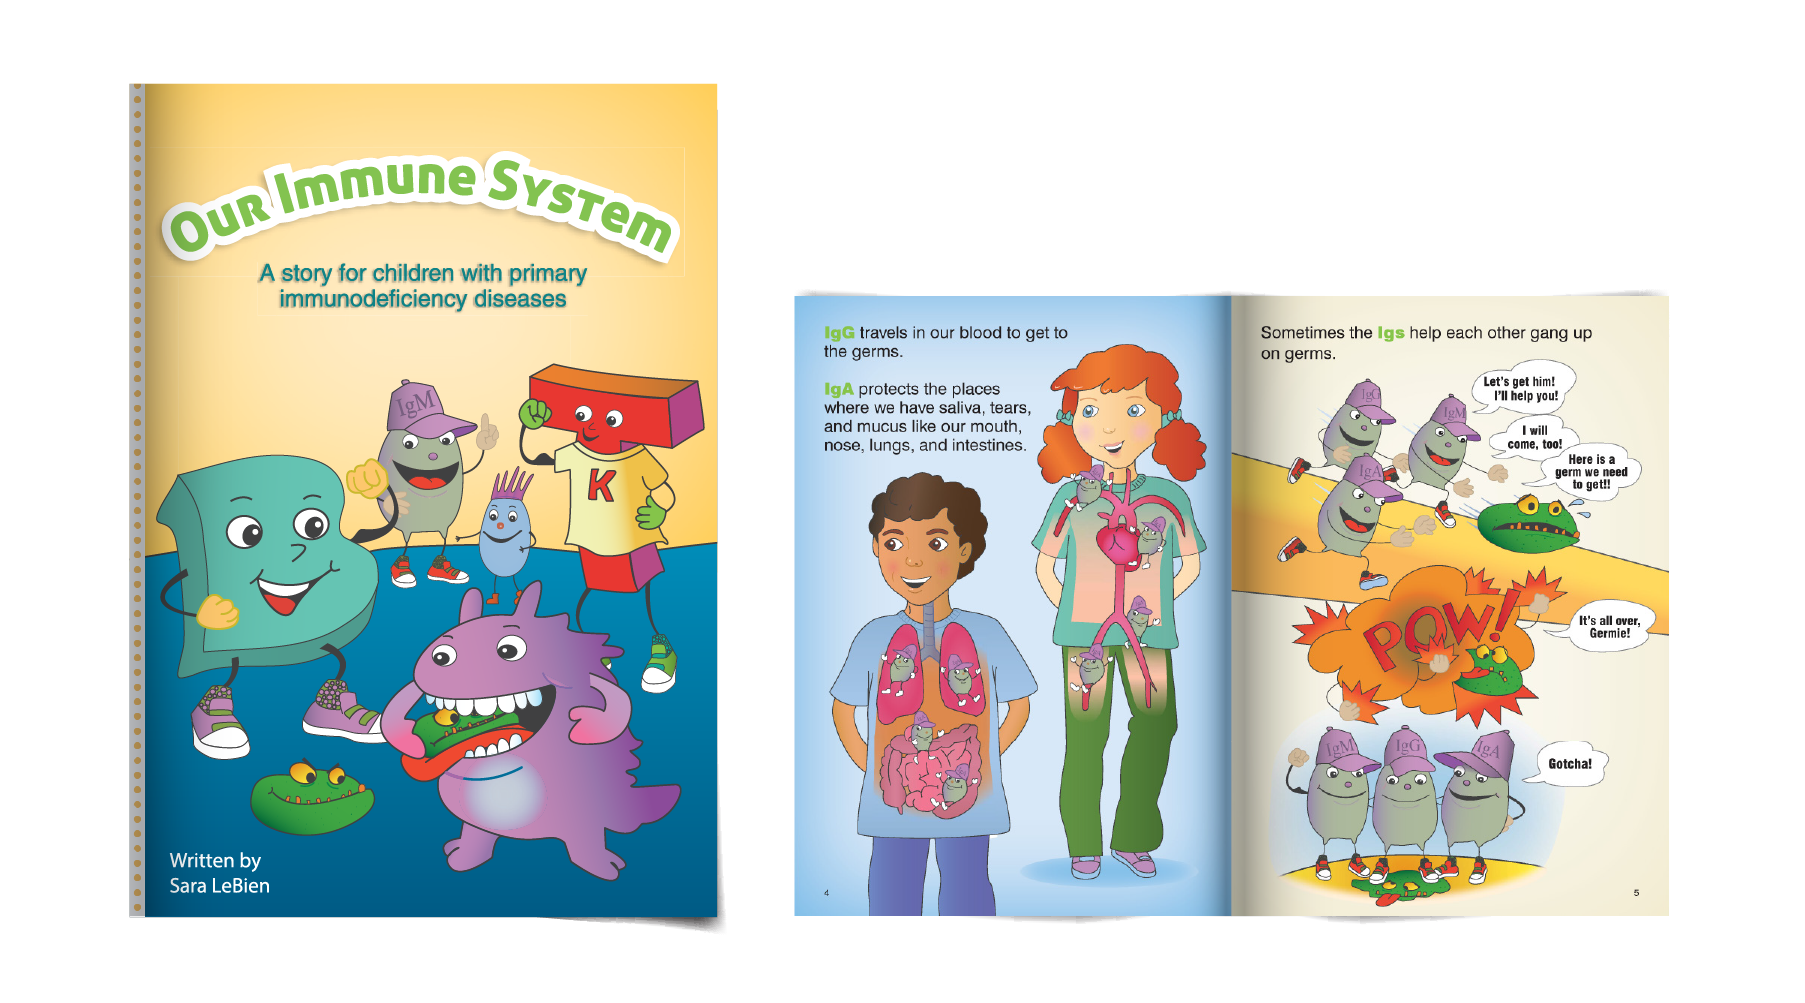 Our Immune System
A story for children with primary
immunodeficiency diseases
IgM
K
Written by
Sara LeBien
IgG travels in our blood to get to
the germs.
IgA protects the places
where we have saliva, tears,
and mucus like our mouth,
nose, lungs, and intestines.
4
Sometimes the Igs help each other gang up
on germs.
Let's get him!
I'll help you!
IgG
IgM
I will
come, too!
Here is a
germ we need
to get!!
IgA
POW!
It's all over,
Germie!
IgM
IgG
IgA
Gotcha!
5